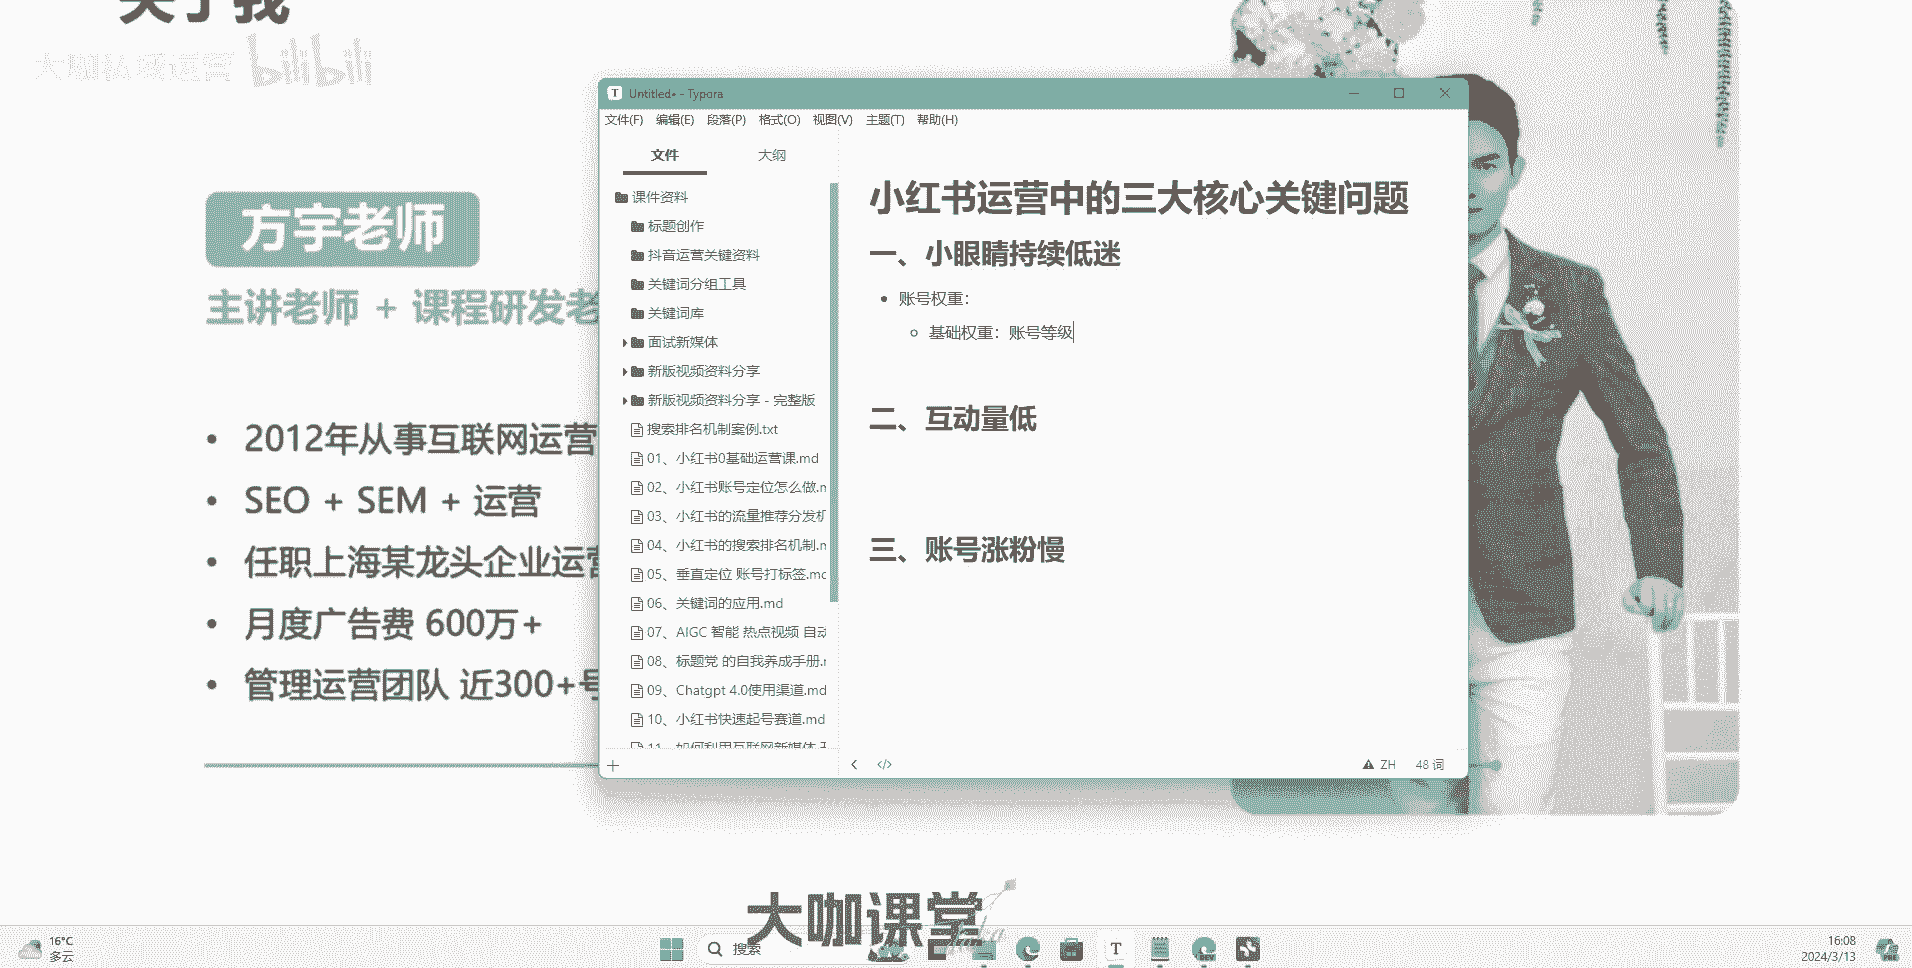 关于我
大咖私域运营 bilibili
方宇老师
主讲老师 + 课程研发老
2012年从事互联网运营
SEO + SEM + 运营
任职上海某龙头企业运营
月度广告费 600万+
管理运营团队 近300+号
Untitled• - Typora
文件(F) 编辑(E) 段落(P) 格式(O) 视图(V) 主题(T) 帮助(H)
文件 大纲
课件资料
标题创作
抖音运营关键资料
关键词分组工具
关键词库
面试新媒体
新版视频资料分享
新版视频资料分享 - 完整版
搜索排名机制案例.txt
01、小红书0基础运营课.md
02、小红书账号定位怎么做.m
03、小红书的流量推荐分发机
04、小红书的搜索排名机制.m
05、垂直定位 账号打标签.md
06、关键词的应用.md
07、AIGC 智能 热点视频 自动
08、标题党 的自我养成手册.m
09、Chatgpt 4.0使用渠道.md
10、小红书快速起号赛道.md
11、如何利用互联网新媒体
小红书运营中的三大核心关键问题
一、小眼睛持续低迷
账号权重：
基础权重：账号等级
二、互动量低
三、账号涨粉慢
ZH 48 词
大咖课堂
16°C
多云
搜索
16:08
2024/3/13